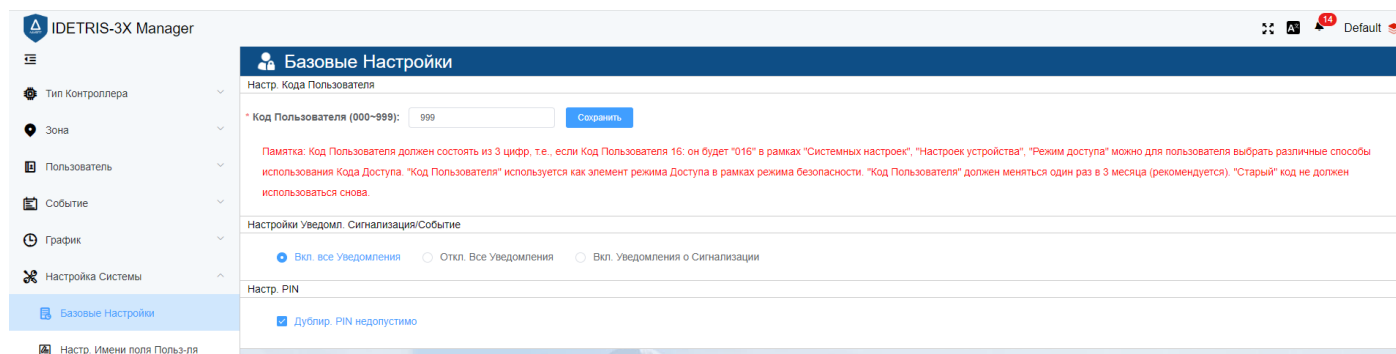 IDETRIS-3X Manager
14
Default
Базовые Настройки
Тип Контроллера
Зона
Пользователь
Событие
График
Настройка Системы
Базовые Настройки
Настр. Имени поля Польз-ля
Настр. Кода Пользователя
* Код Пользователя (000~999): 999 Сохранить
Памятка: Код Пользователя должен состоять из 3 цифр, т.е., если Код Пользователя 16: он будет "016" в рамках "Системных настроек", "Настроек устройства", "Режим доступа" можно для пользователя выбрать различные способы
использования Кода Доступа. "Код Пользователя" используется как элемент режима Доступа в рамках режима безопасности. "Код Пользователя" должен меняться один раз в 3 месяца (рекомендуется). "Старый" код не должен
использоваться снова.
Настройки Уведомл. Сигнализация/Событие
Вкл. все Уведомления Откл. Все Уведомления Вкл. Уведомления о Сигнализации
Настр. PIN
Дублир. PIN недопустимо